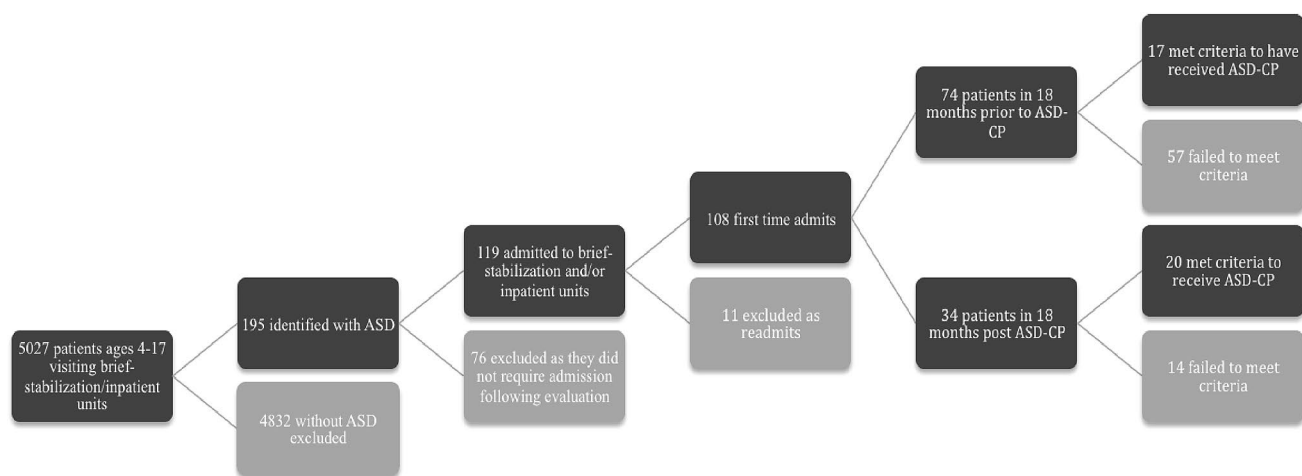 5027 patients ages 4-17
visiting brief-
stabilization/inpatient
units
195 identified with ASD
4832 without ASD
excluded
119 admitted to brief-
stabilization and/or
inpatient units
76 excluded as they did
not require admission
following evaluation
108 first time admits
11 excluded as
readmits
74 patients in 18
months prior to ASD-
CP
34 patients in 18
months post ASD-CP
17 met criteria to have
received ASD-CP
57 failed to meet
criteria
20 met criteria to
receive ASD-CP
14 failed to meet
criteria